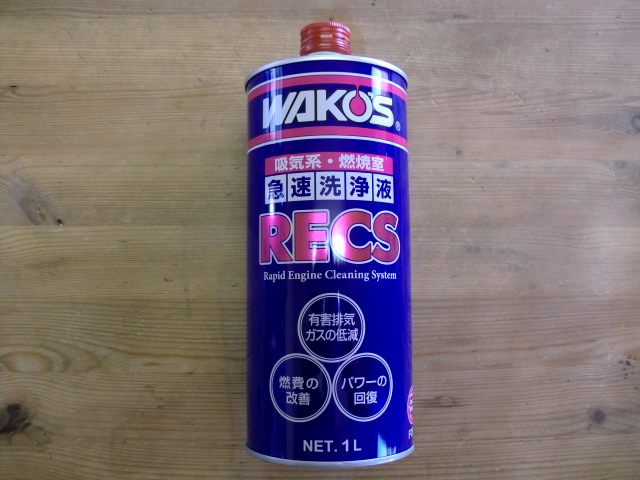 WAKO'S®
吸気系・燃焼室
急速洗浄液
RECS
Rapid Engine Cleaning System
有害排気
ガスの低減
燃費の
改善
パワーの
回復
NET. 1L